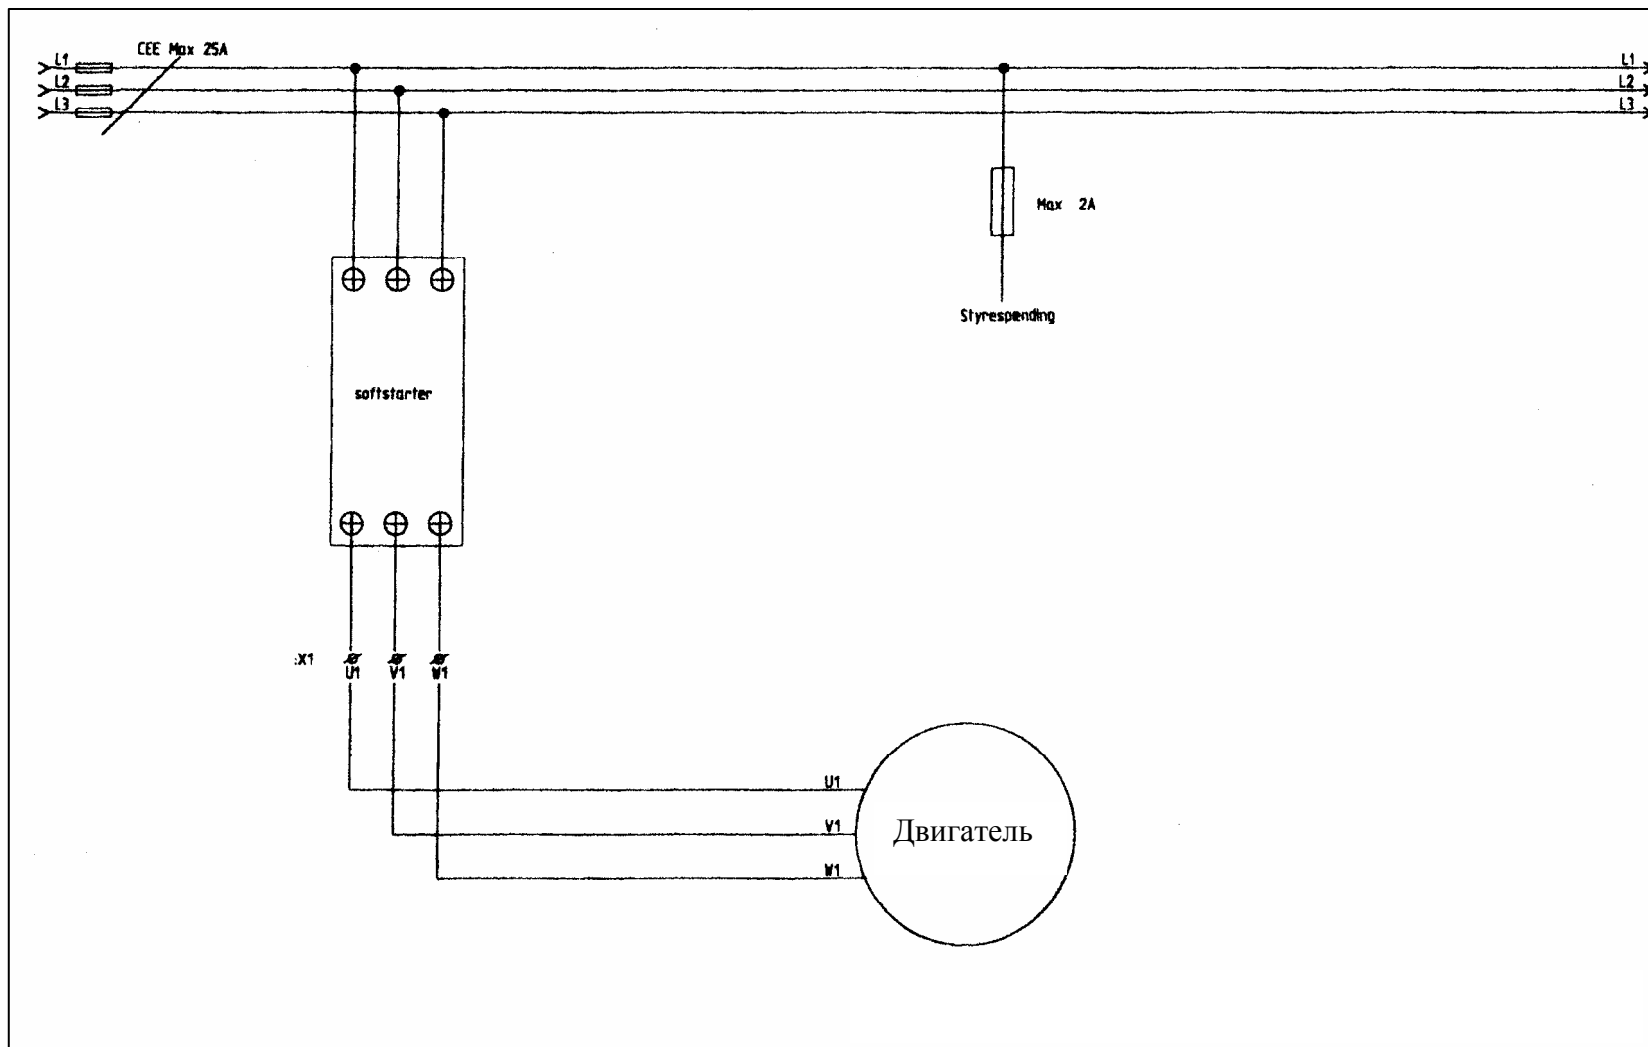 CEE Max 25A
L1
L1
L2
L2
L3
L3
Max 2A
Styrespænding
softstarter
:X1
U1
V1
W1
U1
V1
Двигатель
W1